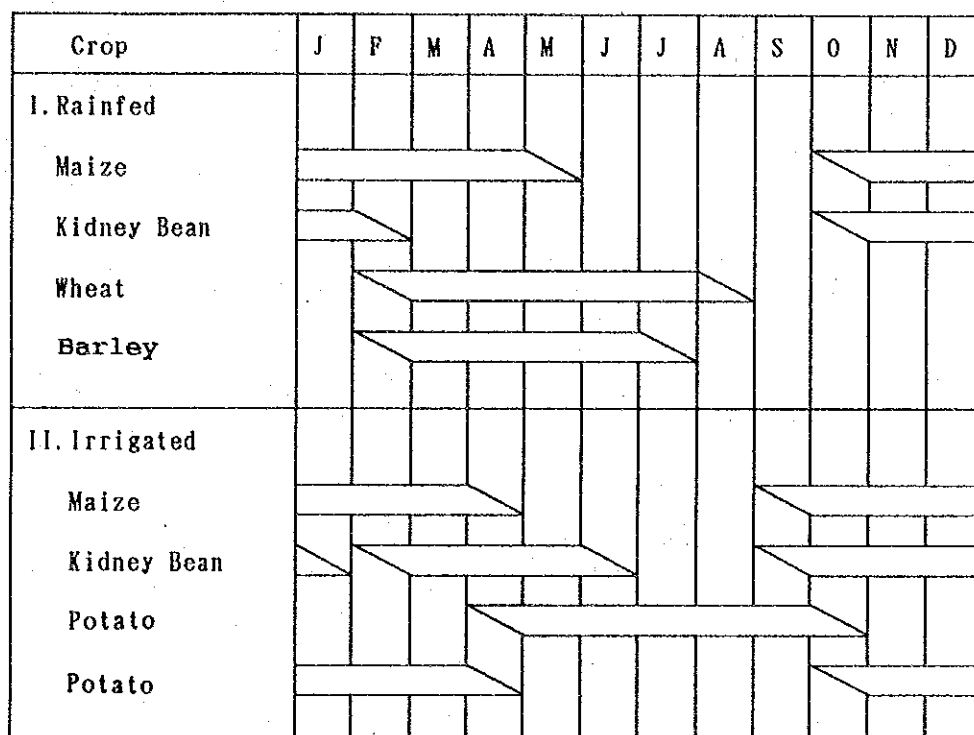 Crop J F M A M J J A S O N D
I. Rainfed
Maize
Kidney Bean
Wheat
Barley
II. Irrigated
Maize
Kidney Bean
Potato
Potato